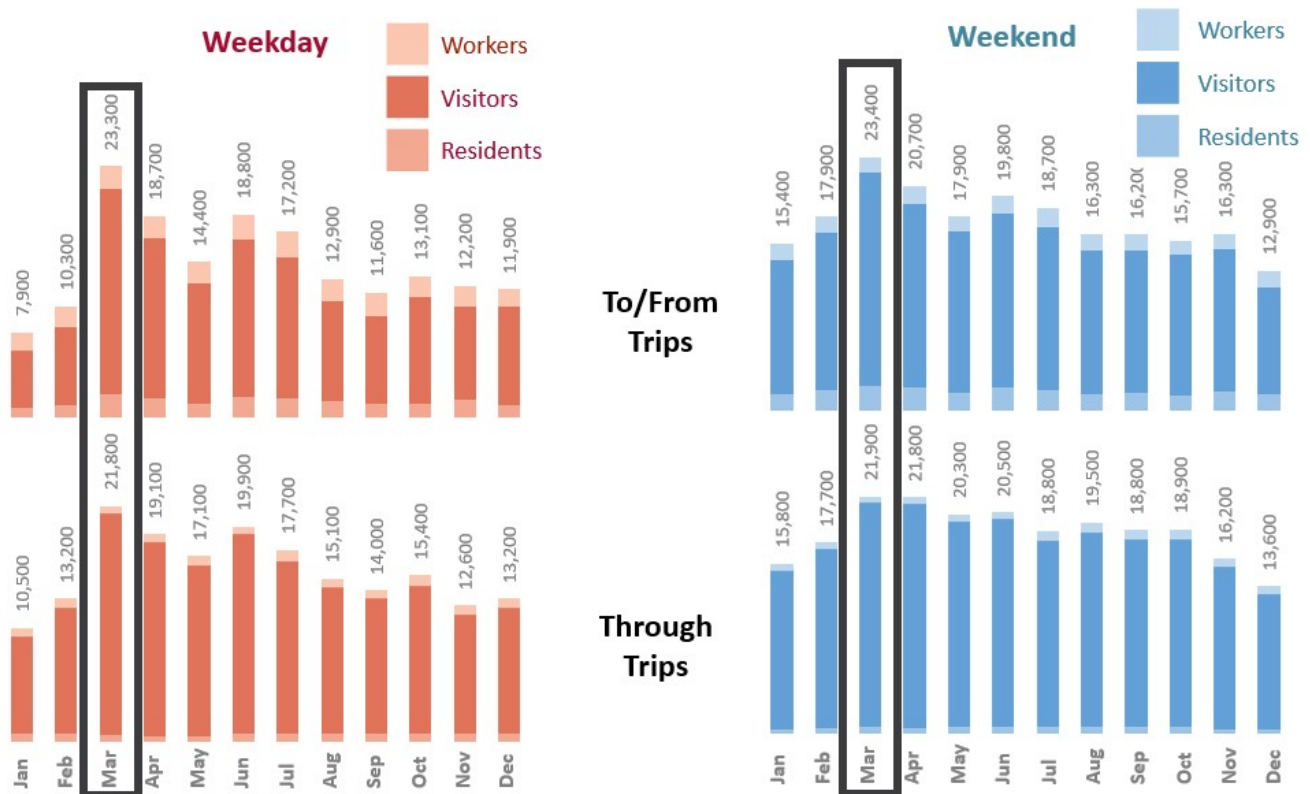 Weekday
Workers
Visitors
Residents
Weekend
Workers
Visitors
Residents
7,900
10,300
23,300
18,700
14,400
18,800
17,200
12,900
11,600
13,100
12,200
11,900
To/From
Trips
15,400
17,900
23,400
20,700
17,900
19,800
18,700
16,300
16,20
15,700
16,300
12,900
10,500
13,200
21,800
19,100
17,100
19,900
17,700
15,100
14,000
15,400
12,600
13,200
Through
Trips
15,800
17,700
21,900
21,800
20,300
20,500
18,800
19,500
18,800
18,900
16,200
13,600
Jan
Feb
Mar
Apr
May
Jun
Jul
Aug
Sep
Oct
Nov
Dec
Jan
Feb
Mar
Apr
May
Jun
Jul
Aug
Sep
Oct
Nov
Dec